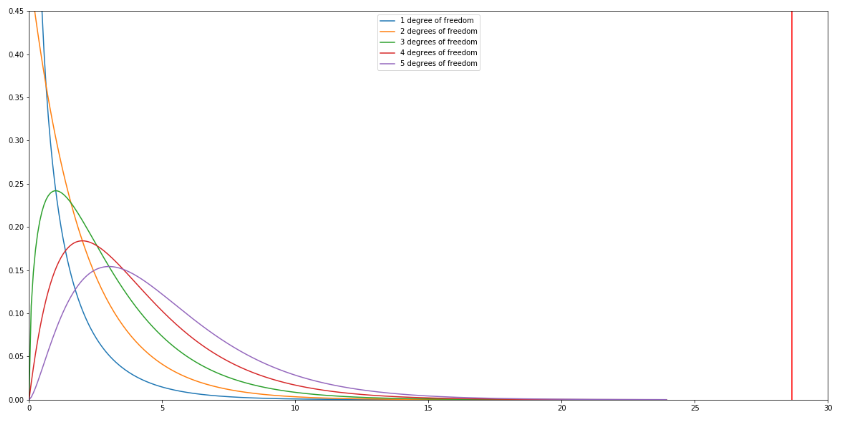 0.45
0.40
0.35
0.30
0.25
0.20
0.15
0.10
0.05
0.00
1 degree of freedom
2 degrees of freedom
3 degrees of freedom
4 degrees of freedom
5 degrees of freedom
0 5 10 15 20 25 30